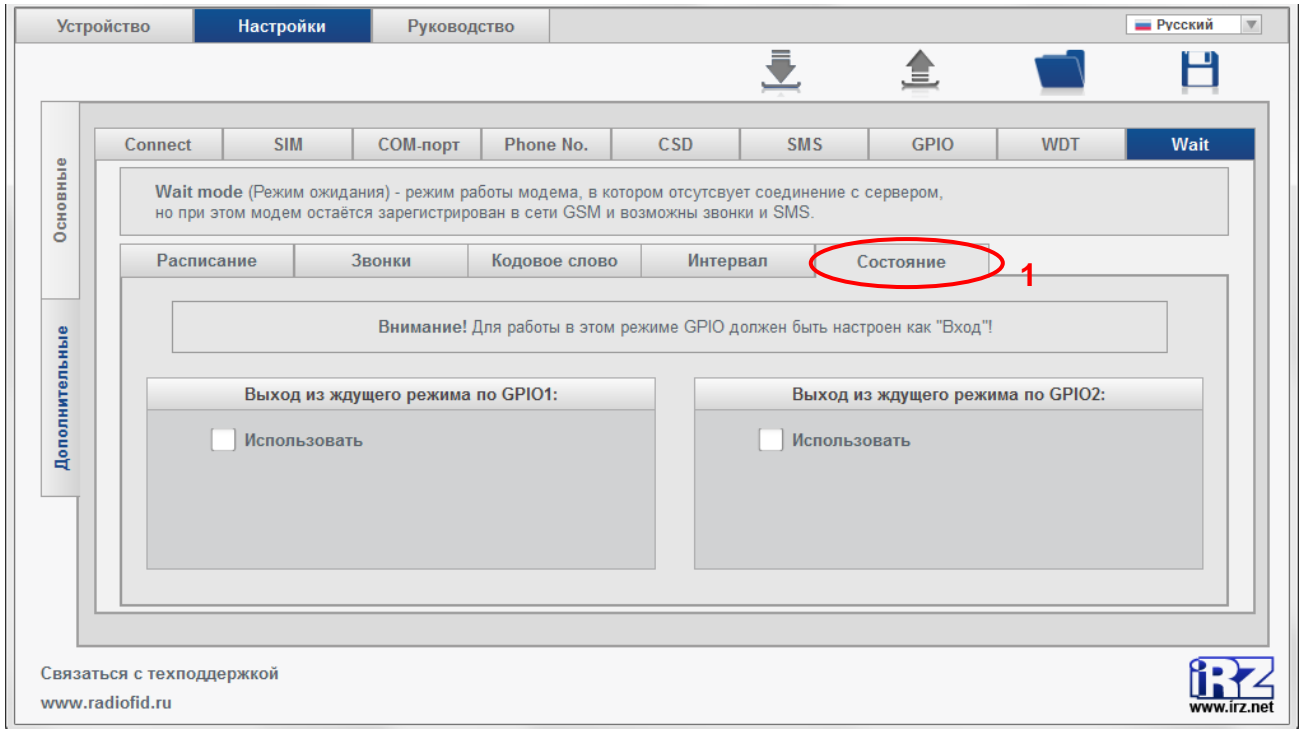 Устройство Настройки Руководство Русский
Основные
Дополнительные
Connect SIM COM-порт Phone No. CSD SMS GPIO WDT Wait
Wait mode (Режим ожидания) - режим работы модема, в котором отсутсвует соединение с сервером,
но при этом модем остаётся зарегистрирован в сети GSM и возможны звонки и SMS.
Расписание Звонки Кодовое слово Интервал Состояние 1
Внимание! Для работы в этом режиме GPIO должен быть настроен как "Вход"!
Выход из ждущего режима по GPIO1: Выход из ждущего режима по GPIO2:
Использовать Использовать
Связаться с техподдержкой
www.radiofid.ru
iRZ
www.irz.net